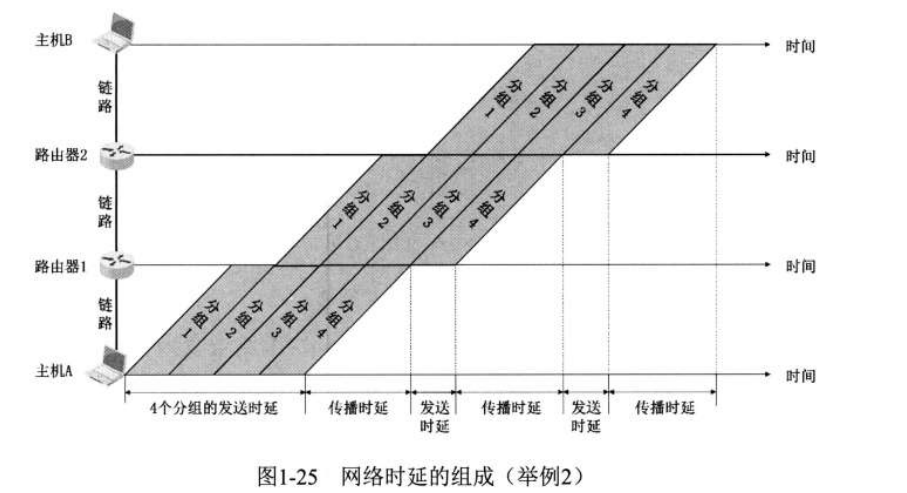 主机B
时间
链路
分组1
分组2
分组3
分组4
路由器2
时间
链路
分组1
分组2
分组3
分组4
路由器1
时间
链路
分组1
分组2
分组3
分组4
主机A
时间
4个分组的发送时延
传播时延
发送
时延
传播时延
发送
时延
传播时延
图1-25 网络时延的组成（举例2）